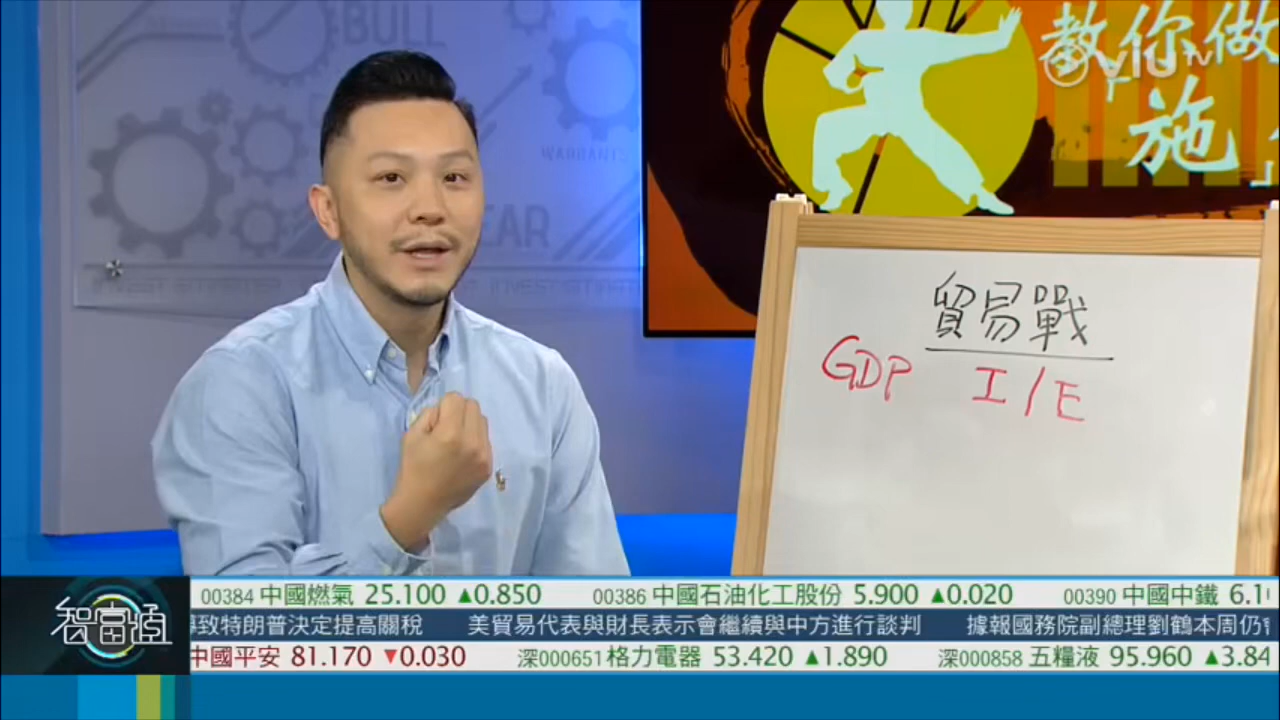 BULL
教你做
ViuTV
施
WARRANTS
BEAR
貿易戰
GDP I/E
00384 中國燃氣 25.100 ▲0.850 00386 中國石油化工股份 5.900 ▲0.020 00390 中國中鐵
智富通
致特朗普決定提高關稅 美貿易代表與財長表示會繼續與中方進行談判 據報國務院副總理劉鶴本周仍
中國平安 81.170 ▼0.030 深000651 格力電器 53.420 ▲1.890 深000858 五糧液 95.960 ▲3.84